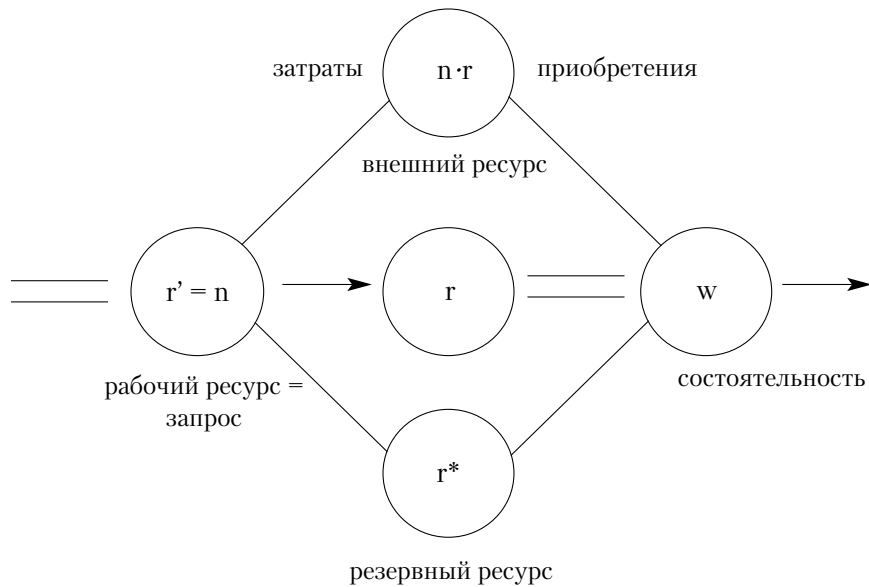 затраты
n·r
приобретения
внешний ресурс
r’ = n
r
w
рабочий ресурс =
запрос
состоятельность
r*
резервный ресурс